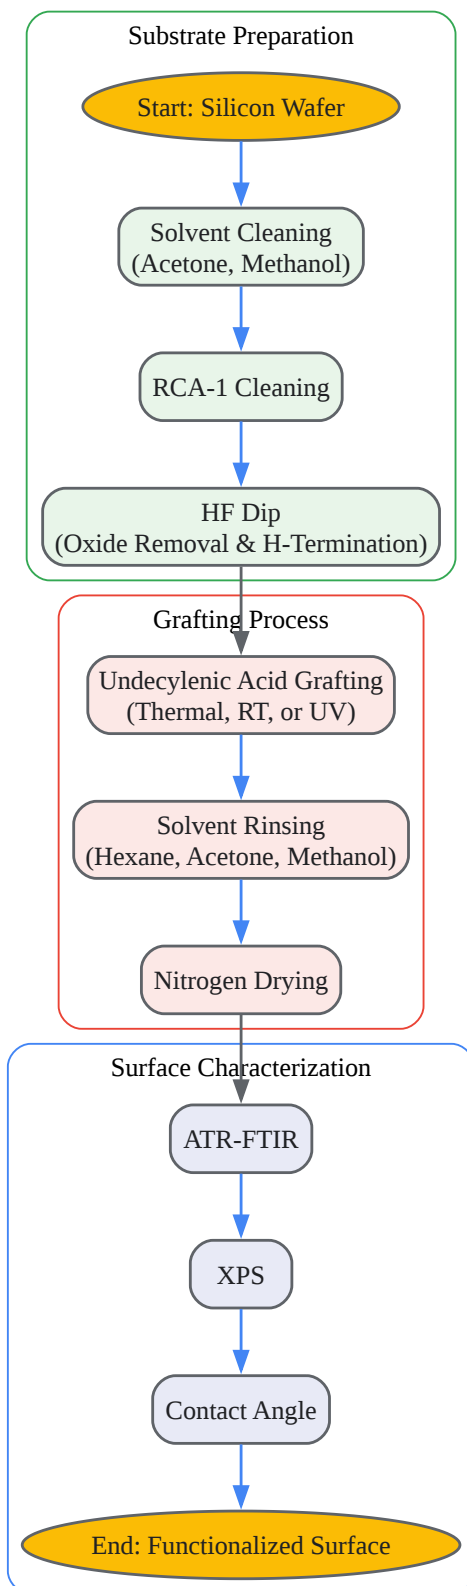 Substrate Preparation
Start: Silicon Wafer
Solvent Cleaning
(Acetone, Methanol)
RCA-1 Cleaning
HF Dip
(Oxide Removal & H-Termination)
Grafting Process
Undecylenic Acid Grafting
(Thermal, RT, or UV)
Solvent Rinsing
(Hexane, Acetone, Methanol)
Nitrogen Drying
Surface Characterization
ATR-FTIR
XPS
Contact Angle
End: Functionalized Surface